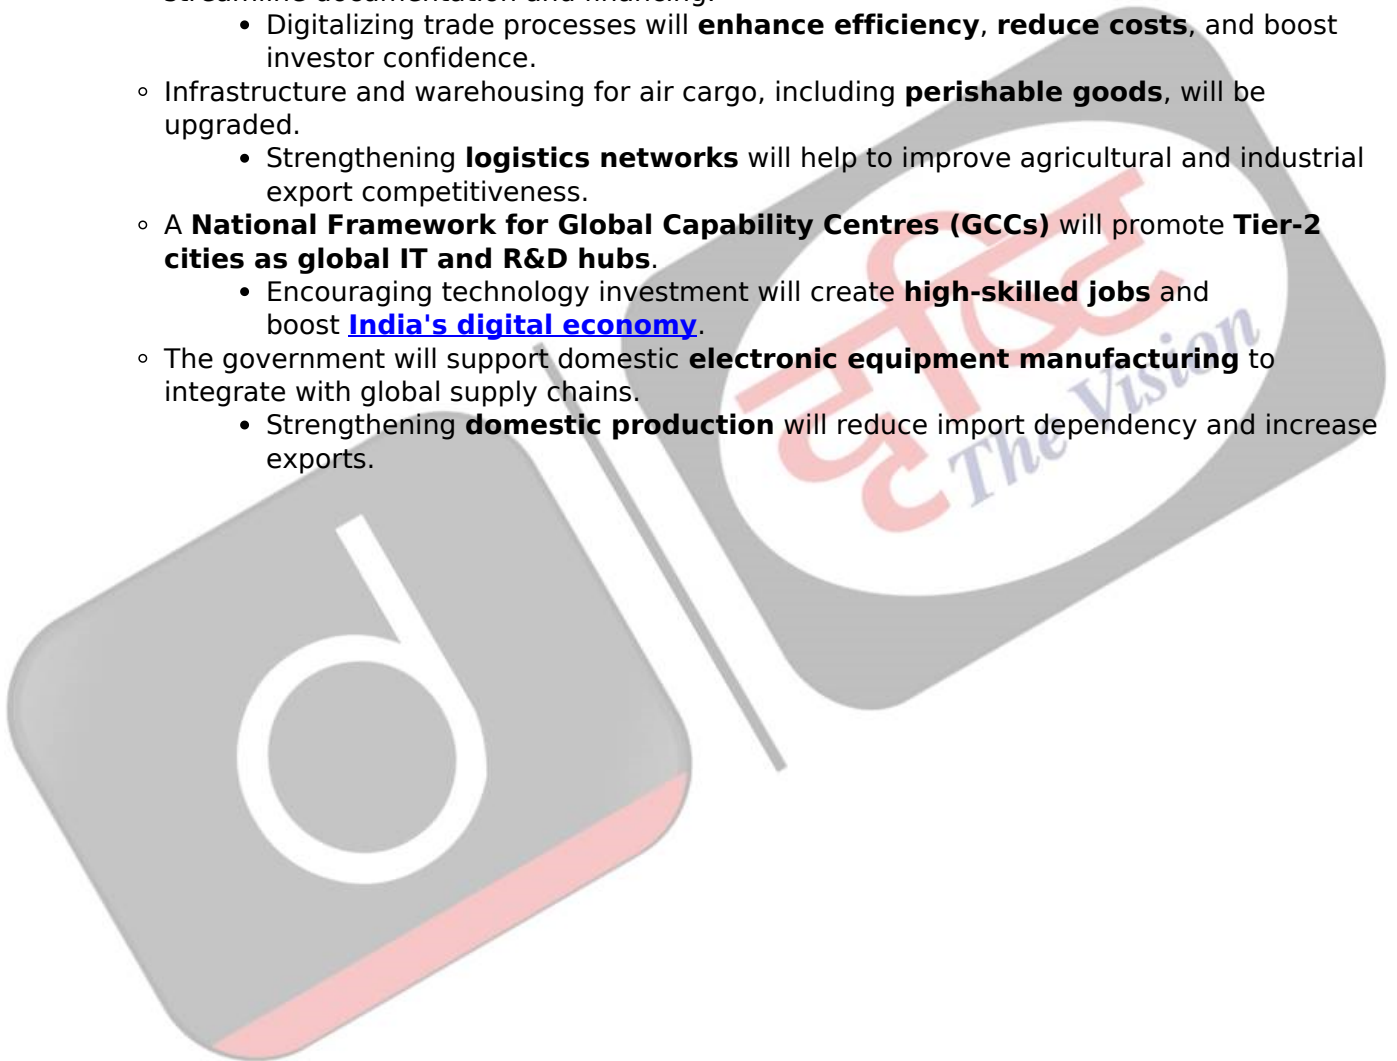 streamline documentation and financing.
• Digitalizing trade processes will enhance efficiency, reduce costs, and boost
investor confidence.
◦ Infrastructure and warehousing for air cargo, including perishable goods, will be
upgraded.
• Strengthening logistics networks will help to improve agricultural and industrial
export competitiveness.
◦ A National Framework for Global Capability Centres (GCCs) will promote Tier-2
cities as global IT and R&D hubs.
• Encouraging technology investment will create high-skilled jobs and
boost India's digital economy.
◦ The government will support domestic electronic equipment manufacturing to
integrate with global supply chains.
• Strengthening domestic production will reduce import dependency and increase
exports.
दृष्टि
The Vision
d